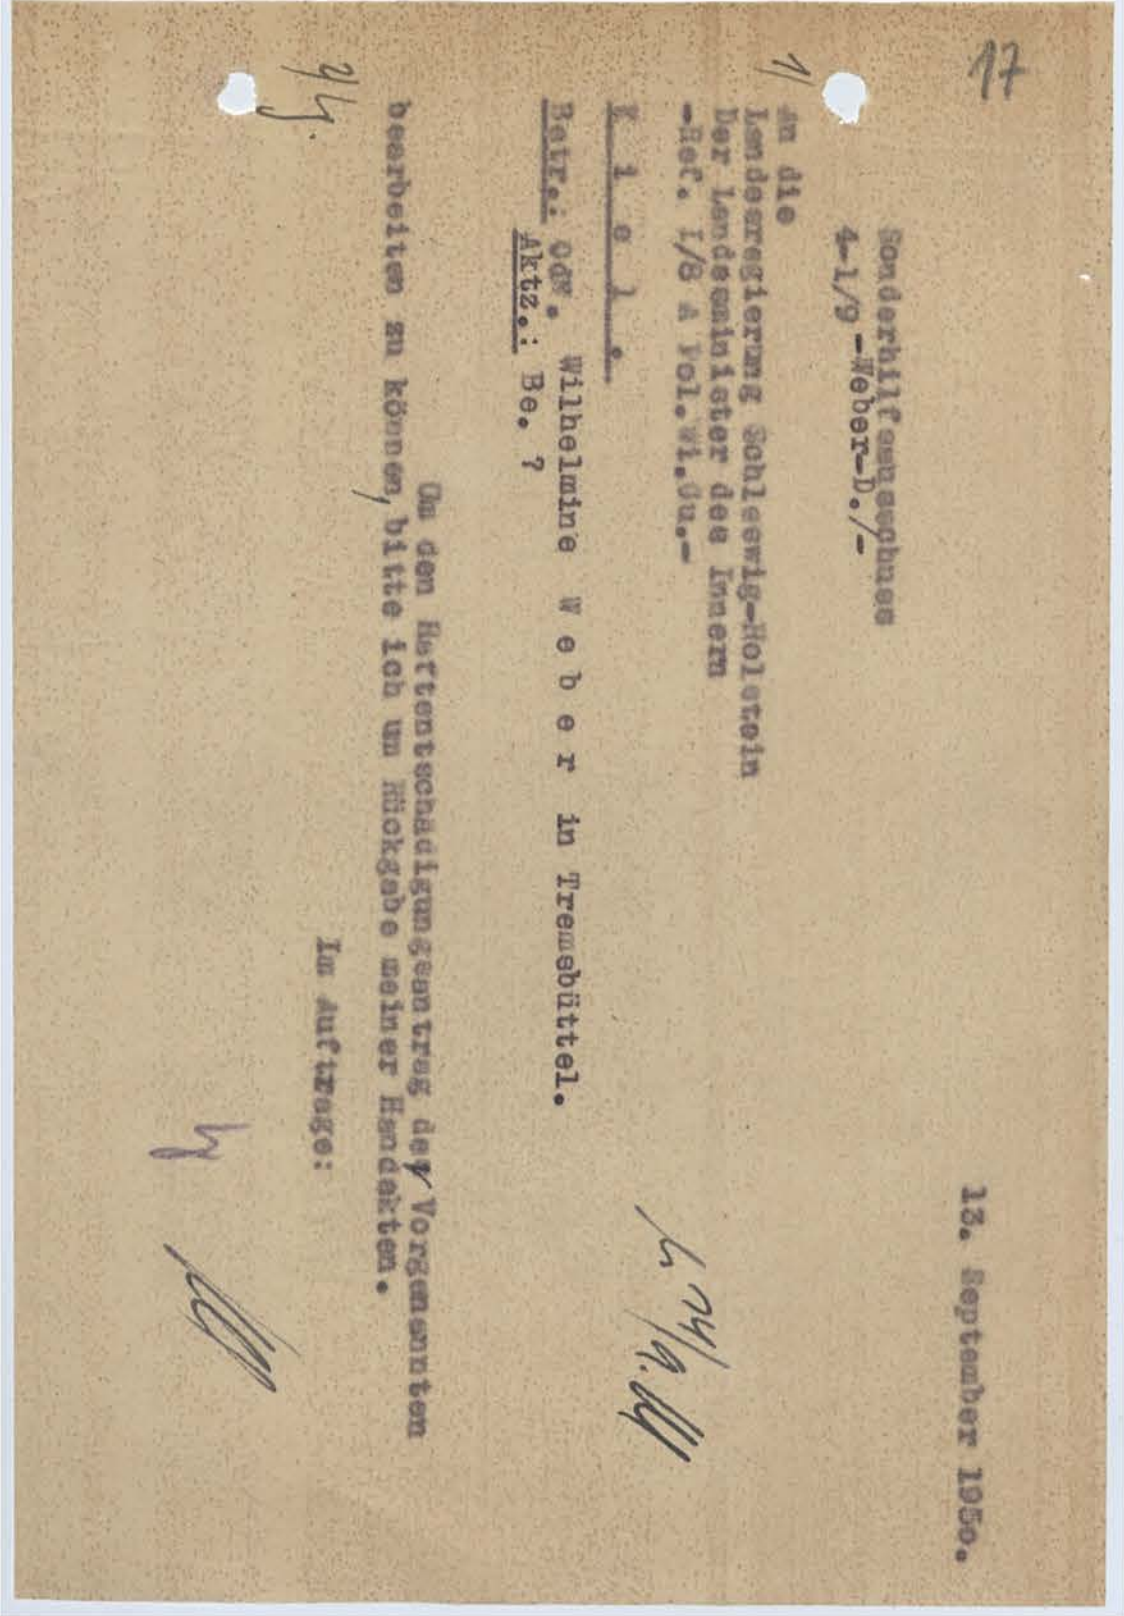 17
13. September 195o.
Sonderhilfsausschuss
4-1/9 -Weber-D./-
1/
An die
Landesregierung Schleswig-Holstein
Der Landesminister des Innern
-Ref. I/8 A Pol.Wi.Gu.-
K i e l .
Betr.: OdN. Wilhelmine W e b e r in Tremsbüttel.
Aktz.: Be. ?
Um den Haftentschädigungsantrag der Vorgenannten
bearbeiten zu können, bitte ich um Rückgabe meiner Handakten.
Im Auftrage: